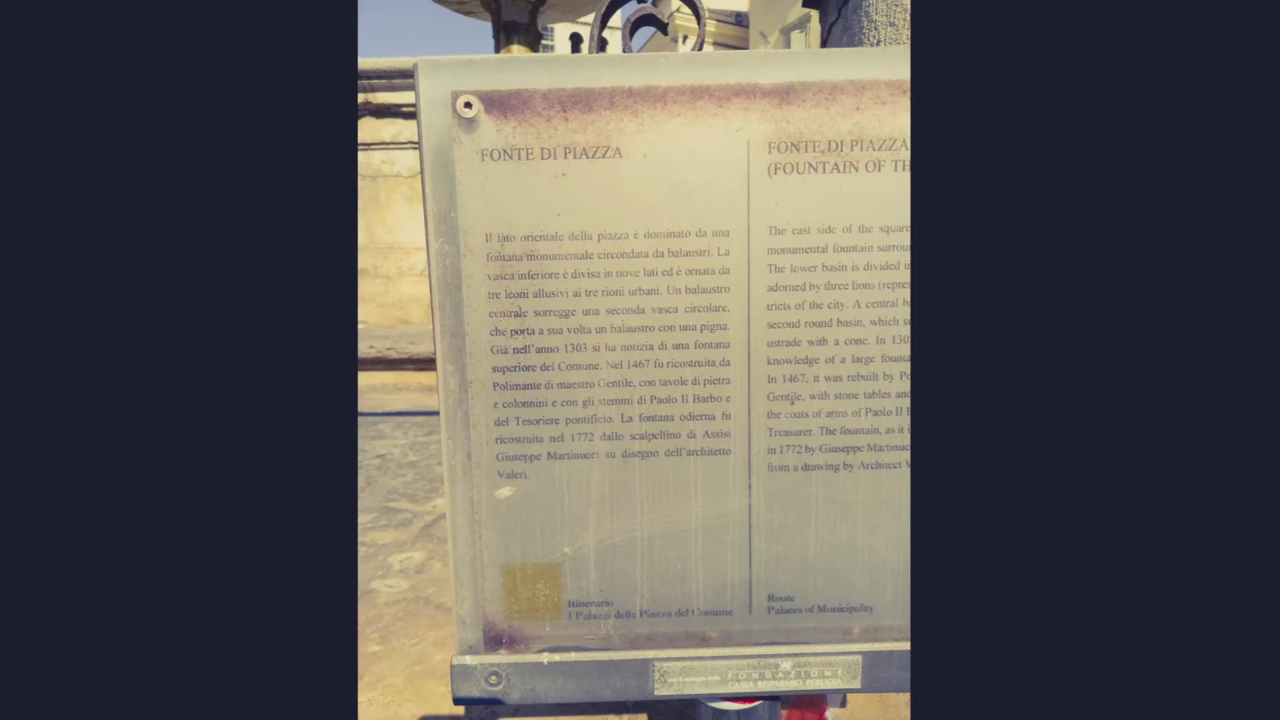 FONTE DI PIAZZA
Il lato orientale della piazza è dominato da una
fontana monumentale circondata da balaustri. La
vasca inferiore è divisa in nove lati ed è ornata da
tre leoni allusivi ai tre rioni urbani. Un balaustro
centrale sorregge una seconda vasca circolare,
che porta a sua volta un balaustro con una pigna.
Già nell'anno 1303 si ha notizia di una fontana
superiore del Comune. Nel 1467 fu ricostruita da
Polimante di maestro Gentile, con tavole di pietra
e colonnini e con gli stemmi di Paolo II Barbo e
del Tesoriere pontificio. La fontana odierna fu
ricostruita nel 1772 dallo scalpellino di Assisi
Giuseppe Martinucci su disegno dell'architetto
Valeri.
Itinerario
I Palazzi della Piazza del Comune
FONTE DI PIAZZA
(FOUNTAIN OF TH
The east side of the square
monumental fountain surrou
The lower basin is divided i
adorned by three lions (repres
tricts of the city. A central b
second round basin, which s
ustrade with a cone. In 130
knowledge of a large founta
In 1467, it was rebuilt by Po
Gentile, with stone tables and
the coats of arms of Paolo II B
Treasurer. The fountain, as it i
in 1772 by Giuseppe Martinucc
from a drawing by Architect V
Route
Palaces of Municipality
FONDAZIONE
CASSA RISPARMIO PERUGIA